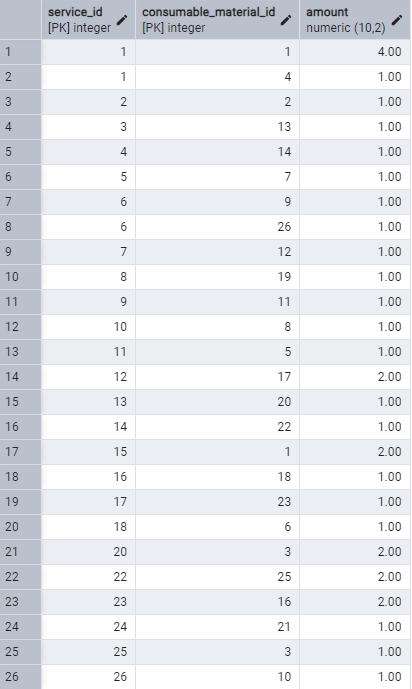 service_id consumable_material_id amount
[PK] integer [PK] integer numeric (10,2)
1 1 1 4.00
2 1 4 1.00
3 2 2 1.00
4 3 13 1.00
5 4 14 1.00
6 5 7 1.00
7 6 9 1.00
8 6 26 1.00
9 7 12 1.00
10 8 19 1.00
11 9 11 1.00
12 10 8 1.00
13 11 5 1.00
14 12 17 2.00
15 13 20 1.00
16 14 22 1.00
17 15 1 2.00
18 16 18 1.00
19 17 23 1.00
20 18 6 1.00
21 20 3 2.00
22 22 25 2.00
23 23 16 2.00
24 24 21 1.00
25 25 3 1.00
26 26 10 1.00